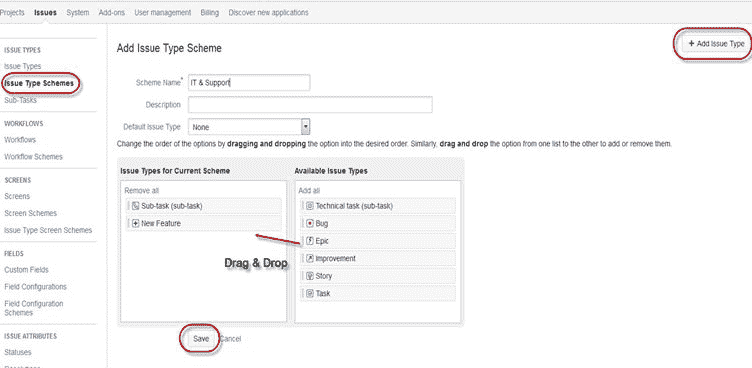 Projects Issues System Add-ons User management Billing Discover new applications
+ Add Issue Type
Add Issue Type Scheme
ISSUE TYPES
Issue Types
Issue Type Schemes
Sub-Tasks
WORKFLOWS
Workflows
Workflow Schemes
SCREENS
Screens
Screen Schemes
Issue Type Screen Schemes
FIELDS
Custom Fields
Field Configurations
Field Configuration
Schemes
ISSUE ATTRIBUTES
Statuses
Scheme Name* IT & Support
Description
Default Issue Type None
Change the order of the options by dragging and dropping the option into the desired order. Similarly, drag and drop the option from one list to the other to add or remove them.
Issue Types for Current Scheme
Remove all
Sub-task (sub-task)
New Feature
Available Issue Types
Add all
Technical task (sub-task)
Bug
Epic
Improvement
Story
Task
Drag & Drop
Save Cancel